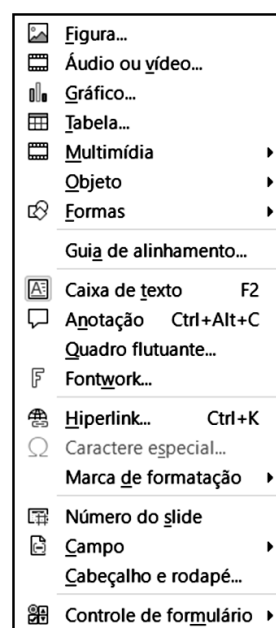 Figura...
Áudio ou vídeo...
Gráfico...
Tabela...
Multimídia
Objeto
Formas
Guia de alinhamento...
Caixa de texto F2
Anotação Ctrl+Alt+C
Quadro flutuante...
Fontwork...
Hiperlink... Ctrl+K
Caractere especial...
Marca de formatação
Número do slide
Campo
Cabeçalho e rodapé...
Controle de formulário